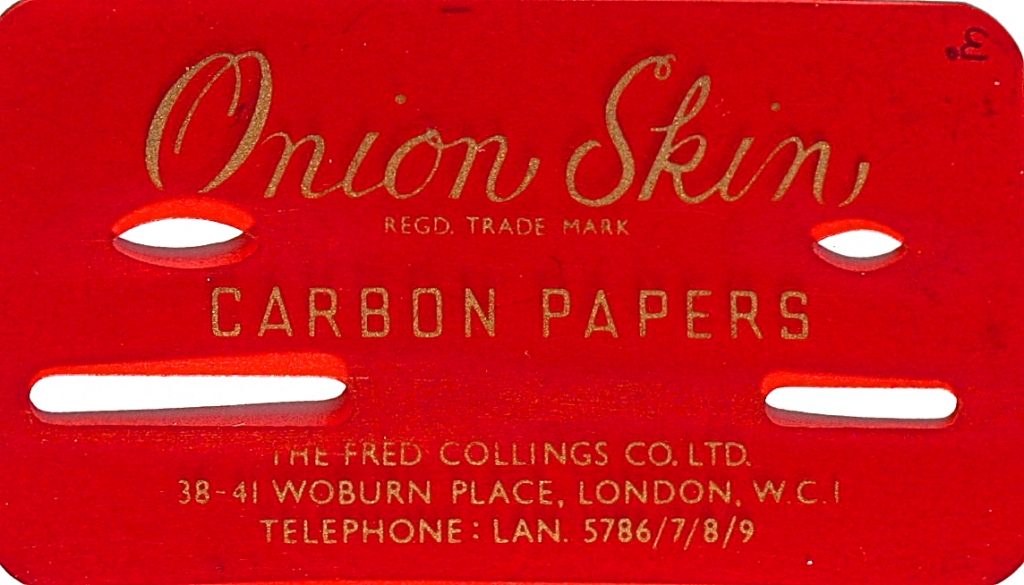 Onion Skin
REGD. TRADE MARK
CARBON PAPERS
THE FRED COLLINGS CO. LTD.
38-41 WOBURN PLACE, LONDON, W.C.1
TELEPHONE: LAN. 5786/7/8/9